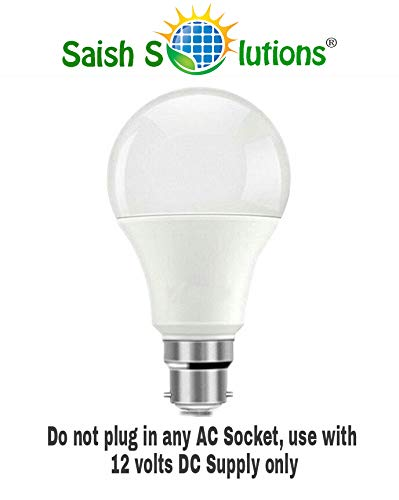 Saish Solutions®
Do not plug in any AC Socket, use with
12 volts DC Supply only